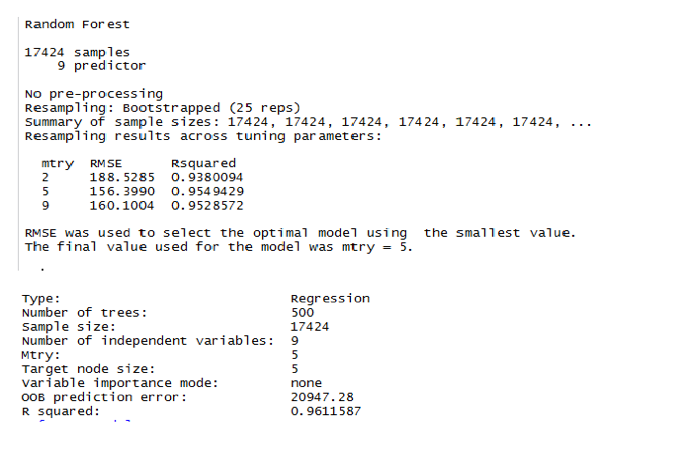 Random Forest
17424 samples
9 predictor
No pre-processing
Resampling: Bootstrapped (25 reps)
Summary of sample sizes: 17424, 17424, 17424, 17424, 17424, 17424, ...
Resampling results across tuning parameters:
mtry RMSE Rsquared
2 188.5285 0.9380094
5 156.3990 0.9549429
9 160.1004 0.9528572
RMSE was used to select the optimal model using the smallest value.
The final value used for the model was mtry = 5.
Type: Regression
Number of trees: 500
Sample size: 17424
Number of independent variables: 9
Mtry: 5
Target node size: 5
Variable importance mode: none
OOB prediction error: 20947.28
R squared: 0.9611587